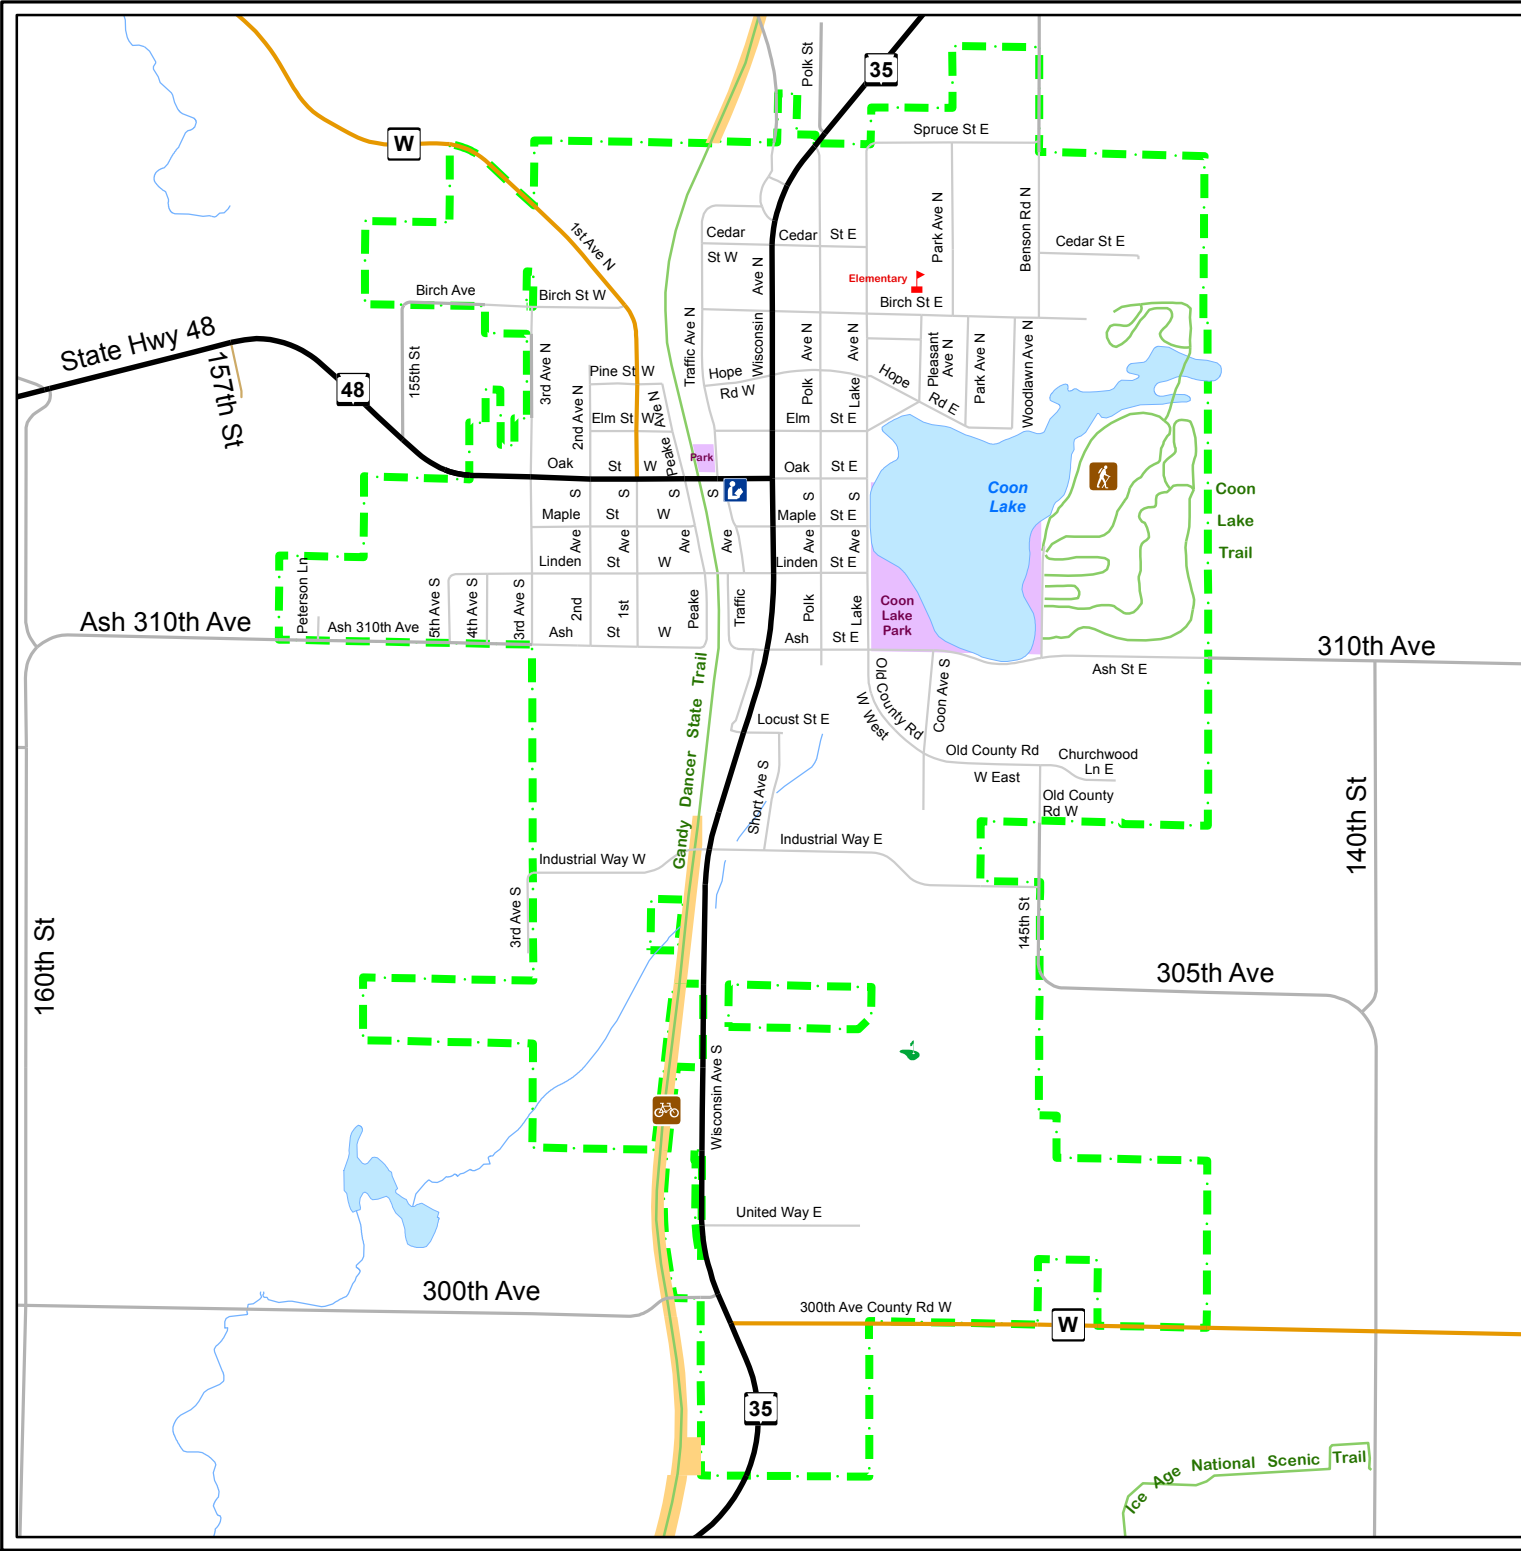 35
Polk St
Spruce St E
W
Park Ave N
Benson Rd N
1st Ave N
Cedar
St W
Cedar
St E
Cedar St E
Ave N
Wisconsin
Elementary
Birch St E
Birch Ave
Birch St W
State Hwy 48
157th St
48
155th St
3rd Ave N
2nd Ave N
Pine St W
Elm St W
Ave N
Peake
Traffic Ave N
Hope
Rd W
Ave N
Polk
Ave N
Lake
Hope
Rd E
Pleasant
Ave N
Park Ave N
Woodlawn Ave N
Elm
St E
Park
Oak
St
W
Oak
St E
S
S
S
S
S
S
Maple
St
W
Maple
St E
Ave
Ave
Ave
Ave
Ave
Ave
Linden
St
W
Linden
St E
Coon
Lake
Coon
Lake
Trail
Coon
Lake
Park
Peterson Ln
Ash 310th Ave
Ash 310th Ave
5th Ave S
4th Ave S
3rd Ave S
2nd
1st
Peake
Traffic
Polk
Lake
Ash
St
W
Ash
St E
310th Ave
Ash St E
Gandy Dancer State Trail
Old County Rd
W West
Coon Ave S
Locust St E
Short Ave S
Old County Rd
W East
Churchwood
Ln E
Old County
Rd W
140th St
Industrial Way W
Industrial Way E
3rd Ave S
145th St
160th St
305th Ave
Wisconsin Ave S
United Way E
300th Ave
300th Ave County Rd W
W
35
Ice Age National Scenic Trail